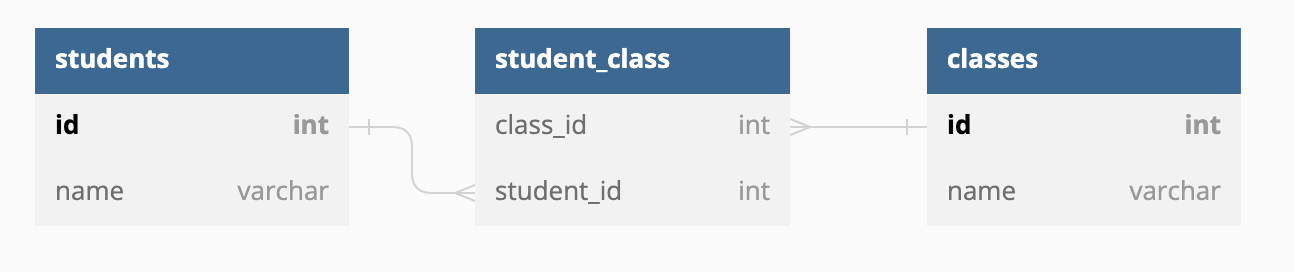 students
id int
name varchar
student_class
class_id int
student_id int
classes
id int
name varchar